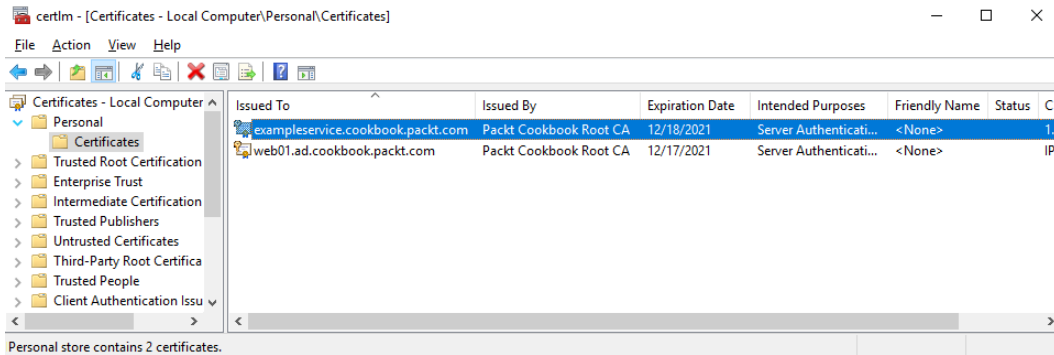 certlm - [Certificates - Local Computer\Personal\Certificates]
File Action View Help
Certificates - Local Computer
Personal
Certificates
Trusted Root Certification
Enterprise Trust
Intermediate Certification
Trusted Publishers
Untrusted Certificates
Third-Party Root Certifica
Trusted People
Client Authentication Issu
Issued To Issued By Expiration Date Intended Purposes Friendly Name Status C
exampleservice.cookbook.packt.com Packt Cookbook Root CA 12/18/2021 Server Authenticati... <None> 1.
web01.ad.cookbook.packt.com Packt Cookbook Root CA 12/17/2021 Server Authenticati... <None> IP
Personal store contains 2 certificates.